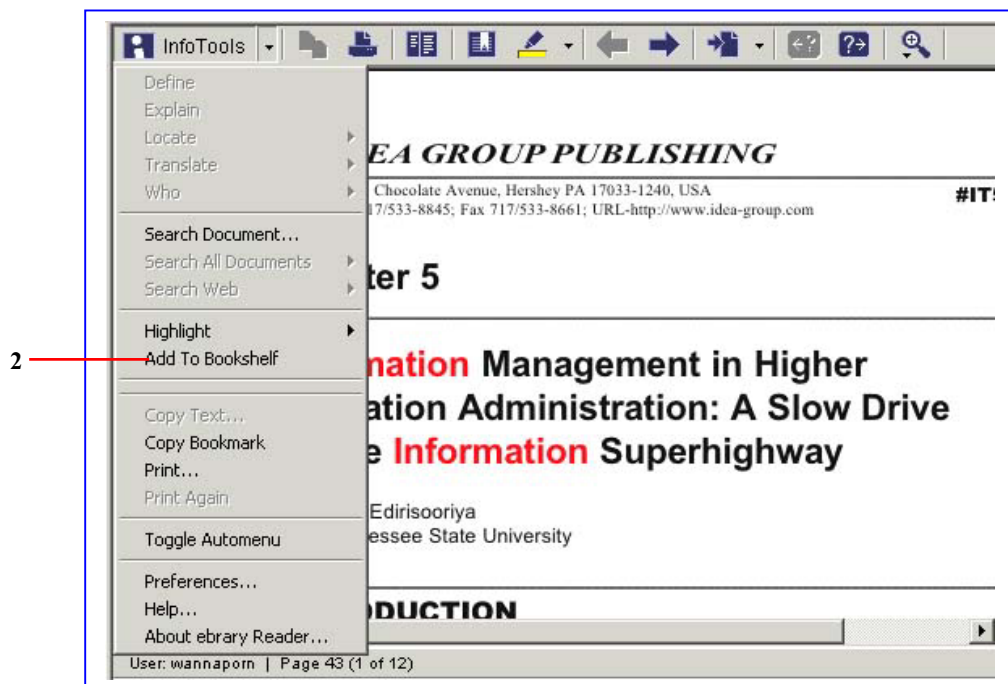 InfoTools
Define
Explain
Locate
Translate
Who
Search Document...
Search All Documents
Search Web
Highlight
2
Add To Bookshelf
Copy Text...
Copy Bookmark
Print...
Print Again
Toggle Automenu
Preferences...
Help...
About ebrary Reader...
EA GROUP PUBLISHING
Chocolate Avenue, Hershey PA 17033-1240, USA
17/533-8845; Fax 717/533-8661; URL-http://www.idea-group.com
#IT5
ter 5
mation Management in Higher
ation Administration: A Slow Drive
e Information Superhighway
Edirisooriya
essee State University
ODUCTION
User: wannaporn | Page 43 (1 of 12)